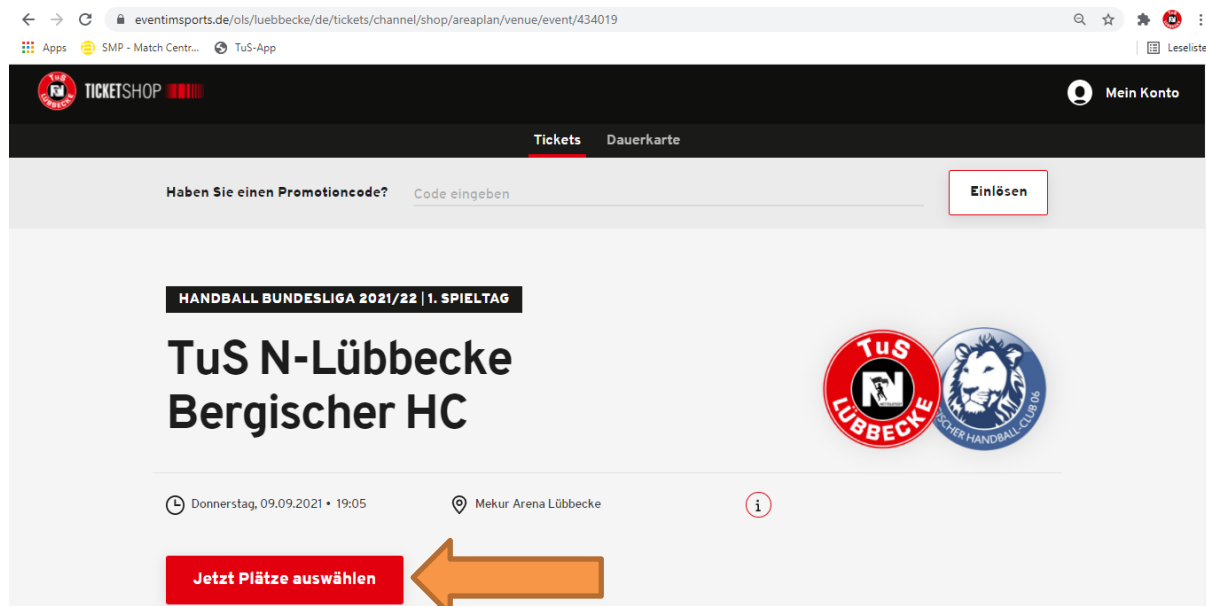 eventimsports.de/ols/luebbecke/de/tickets/channel/shop/areaplan/venue/event/434019
Apps SMP - Match Centr... TuS-App Leseliste
TuS LÜBBECKE TICKETSHOP Mein Konto
Tickets Dauerkarte
Haben Sie einen Promotioncode? Code eingeben Einlösen
HANDBALL BUNDESLIGA 2021/22 | 1. SPIELTAG
TuS N-Lübbecke
Bergischer HC
TuS N LÜBBECKE
ISCHER HANDBALL-CLUB 06
Donnerstag, 09.09.2021 • 19:05 Mekur Arena Lübbecke i
Jetzt Plätze auswählen